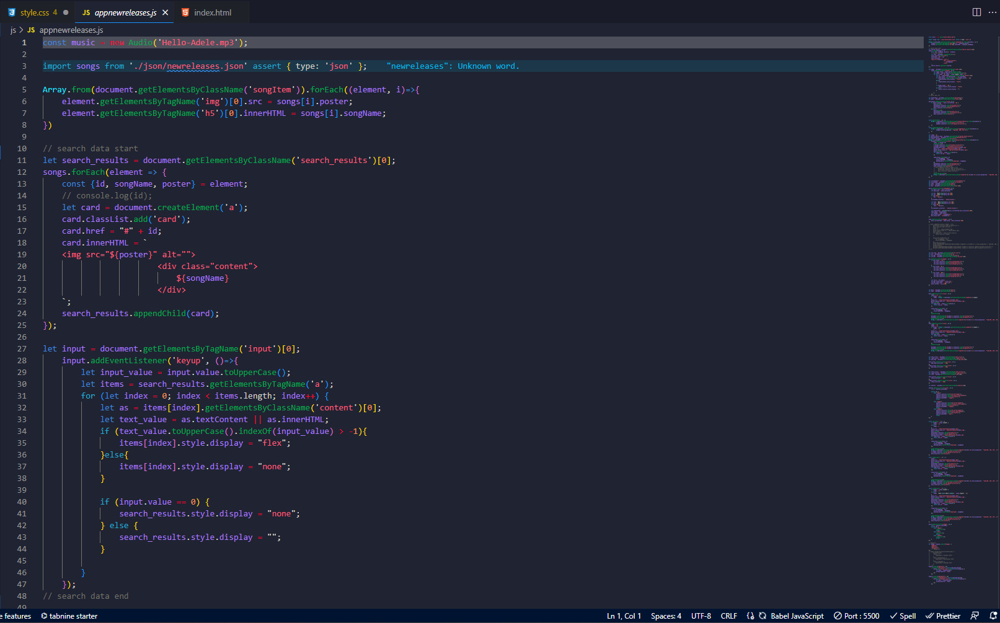 style.css 4 ● JS appnewreleases.js × index.html
js > JS appnewreleases.js
1 const music = new Audio('Hello-Adele.mp3');
2
3 import songs from './json/newreleases.json' assert { type: 'json' }; "newreleases": Unknown word.
4
5 Array.from(document.getElementsByClassName('songItem')).forEach((element, i)=>{
6 element.getElementsByTagName('img')[0].src = songs[i].poster;
7 element.getElementsByTagName('h5')[0].innerHTML = songs[i].songName;
8 })
9
10 // search data start
11 let search_results = document.getElementsByClassName('search_results')[0];
12 songs.forEach(element => {
13 const {id, songName, poster} = element;
14 // console.log(id);
15 let card = document.createElement('a');
16 card.classList.add('card');
17 card.href = "#" + id;
18 card.innerHTML = `
19 <img src="${poster}" alt="">
20 <div class="content">
21 ${songName}
22 </div>
23 `;
24 search_results.appendChild(card);
25 });
26
27 let input = document.getElementsByTagName('input')[0];
28 input.addEventListener('keyup', ()=>{
29 let input_value = input.value.toUpperCase();
30 let items = search_results.getElementsByTagName('a');
31 for (let index = 0; index < items.length; index++) {
32 let as = items[index].getElementsByClassName('content')[0];
33 let text_value = as.textContent || as.innerHTML;
34 if (text_value.toUpperCase().indexOf(input_value) > -1){
35 items[index].style.display = "flex";
36 }else{
37 items[index].style.display = "none";
38 }
39
40 if (input.value == 0) {
41 search_results.style.display = "none";
42 } else {
43 search_results.style.display = "";
44 }
45
46 }
47 });
48 // search data end
49
e features tabnine starter Ln 1, Col 1 Spaces: 4 UTF-8 CRLF {} Babel JavaScript Port : 5500 Spell Prettier